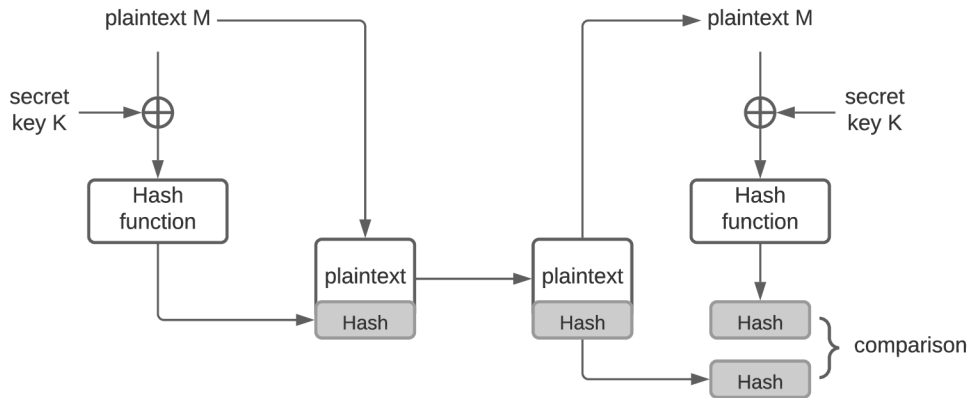 plaintext M
plaintext M
secret
key K
secret
key K
Hash
function
Hash
function
plaintext
plaintext
Hash
Hash
Hash
comparison
Hash